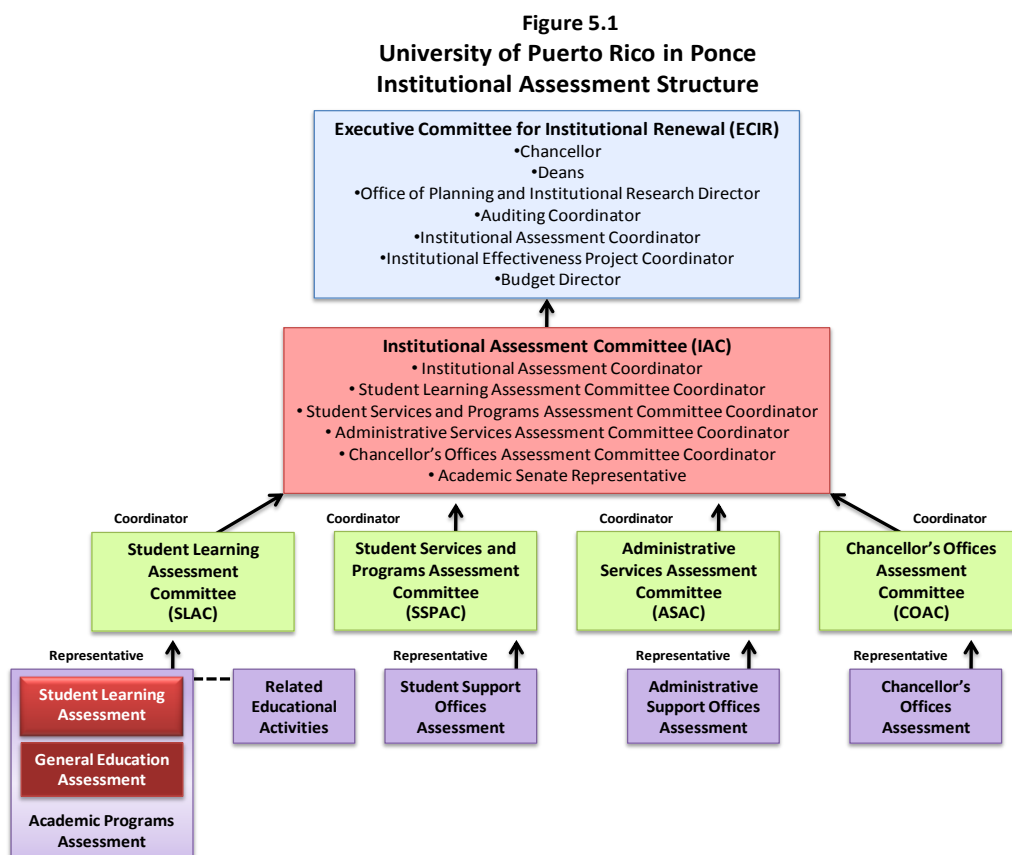 Figure 5.1
University of Puerto Rico in Ponce
Institutional Assessment Structure
Executive Committee for Institutional Renewal (ECIR)
•Chancellor
•Deans
•Office of Planning and Institutional Research Director
•Auditing Coordinator
•Institutional Assessment Coordinator
•Institutional Effectiveness Project Coordinator
•Budget Director
Institutional Assessment Committee (IAC)
• Institutional Assessment Coordinator
• Student Learning Assessment Committee Coordinator
• Student Services and Programs Assessment Committee Coordinator
• Administrative Services Assessment Committee Coordinator
• Chancellor’s Offices Assessment Committee Coordinator
• Academic Senate Representative
Coordinator
Student Learning
Assessment
Committee
(SLAC)
Coordinator
Student Services and
Programs Assessment
Committee
(SSPAC)
Coordinator
Administrative
Services Assessment
Committee
(ASAC)
Coordinator
Chancellor’s Offices
Assessment
Committee
(COAC)
Representative
Student Learning
Assessment
General Education
Assessment
Academic Programs
Assessment
Related
Educational
Activities
Representative
Student Support
Offices
Assessment
Representative
Administrative
Support Offices
Assessment
Representative
Chancellor’s
Offices
Assessment